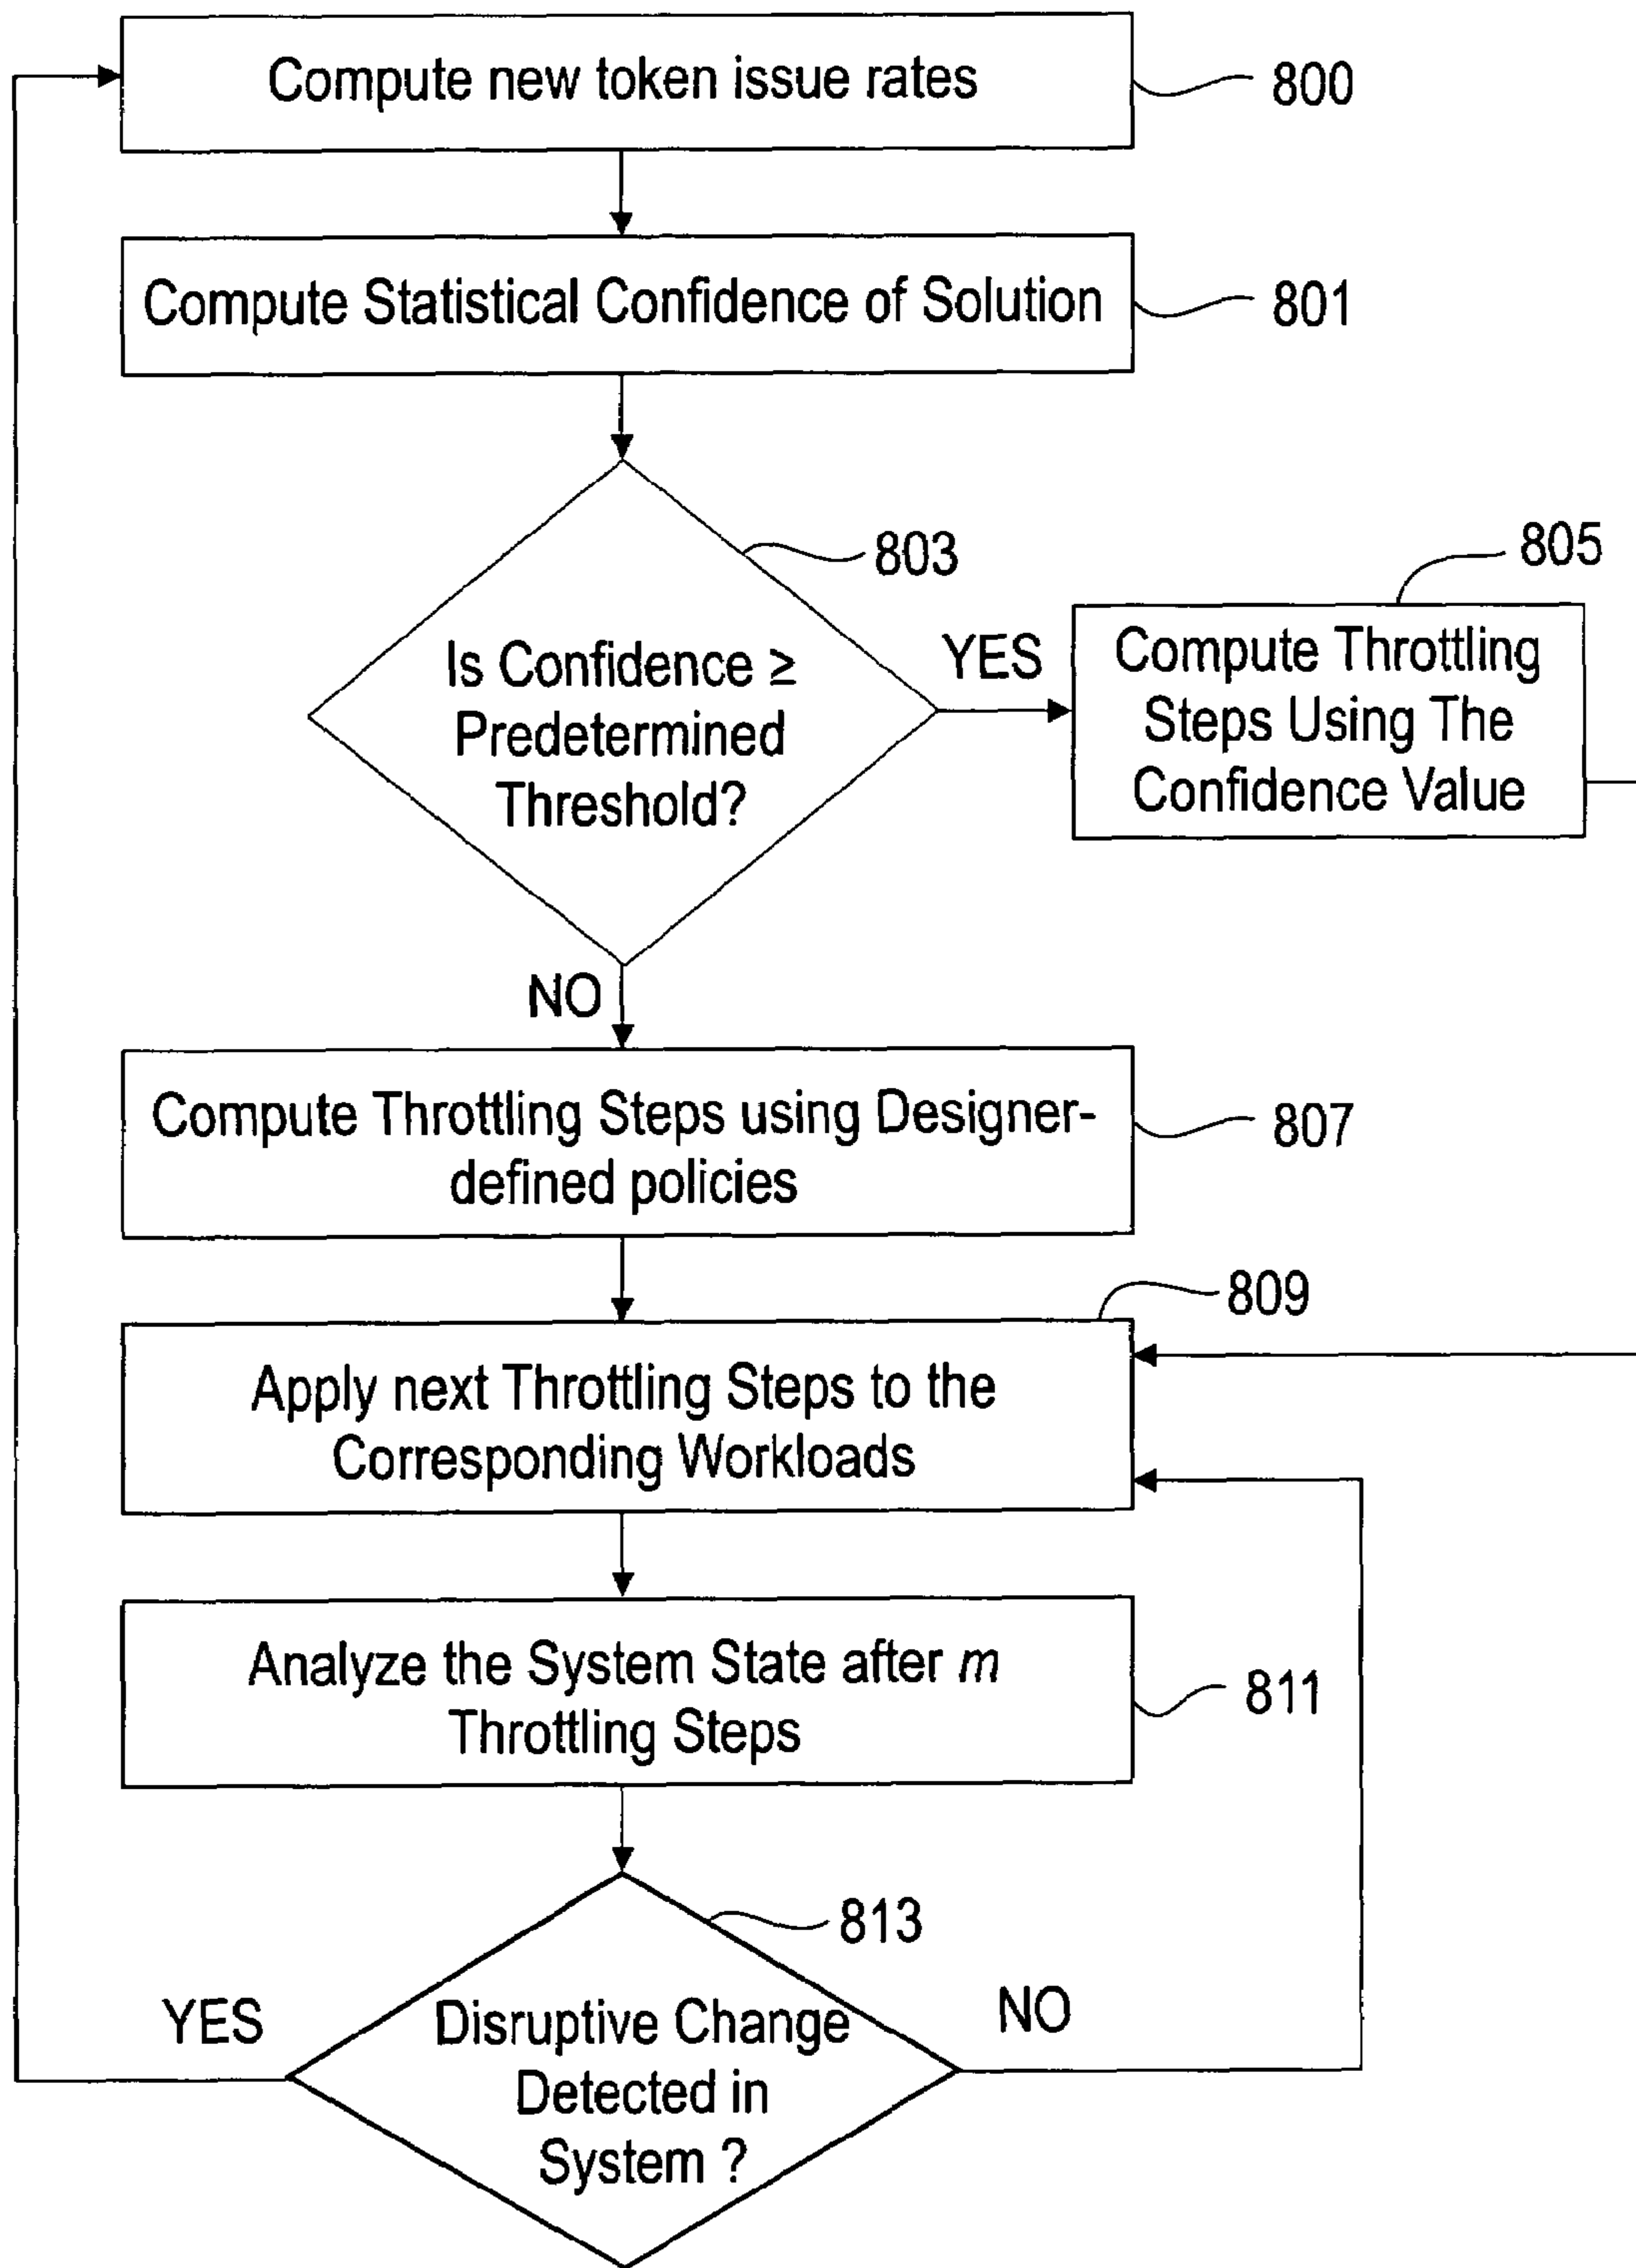 Compute new token issue rates
800
Compute Statistical Confidence of Solution
801
803
Is Confidence ≥
Predetermined
Threshold?
YES
805
Compute Throttling
Steps Using The
Confidence Value
NO
Compute Throttling Steps using Designer-
defined policies
807
809
Apply next Throttling Steps to the
Corresponding Workloads
Analyze the System State after m
Throttling Steps
811
813
YES
Disruptive Change
Detected in
System ?
NO